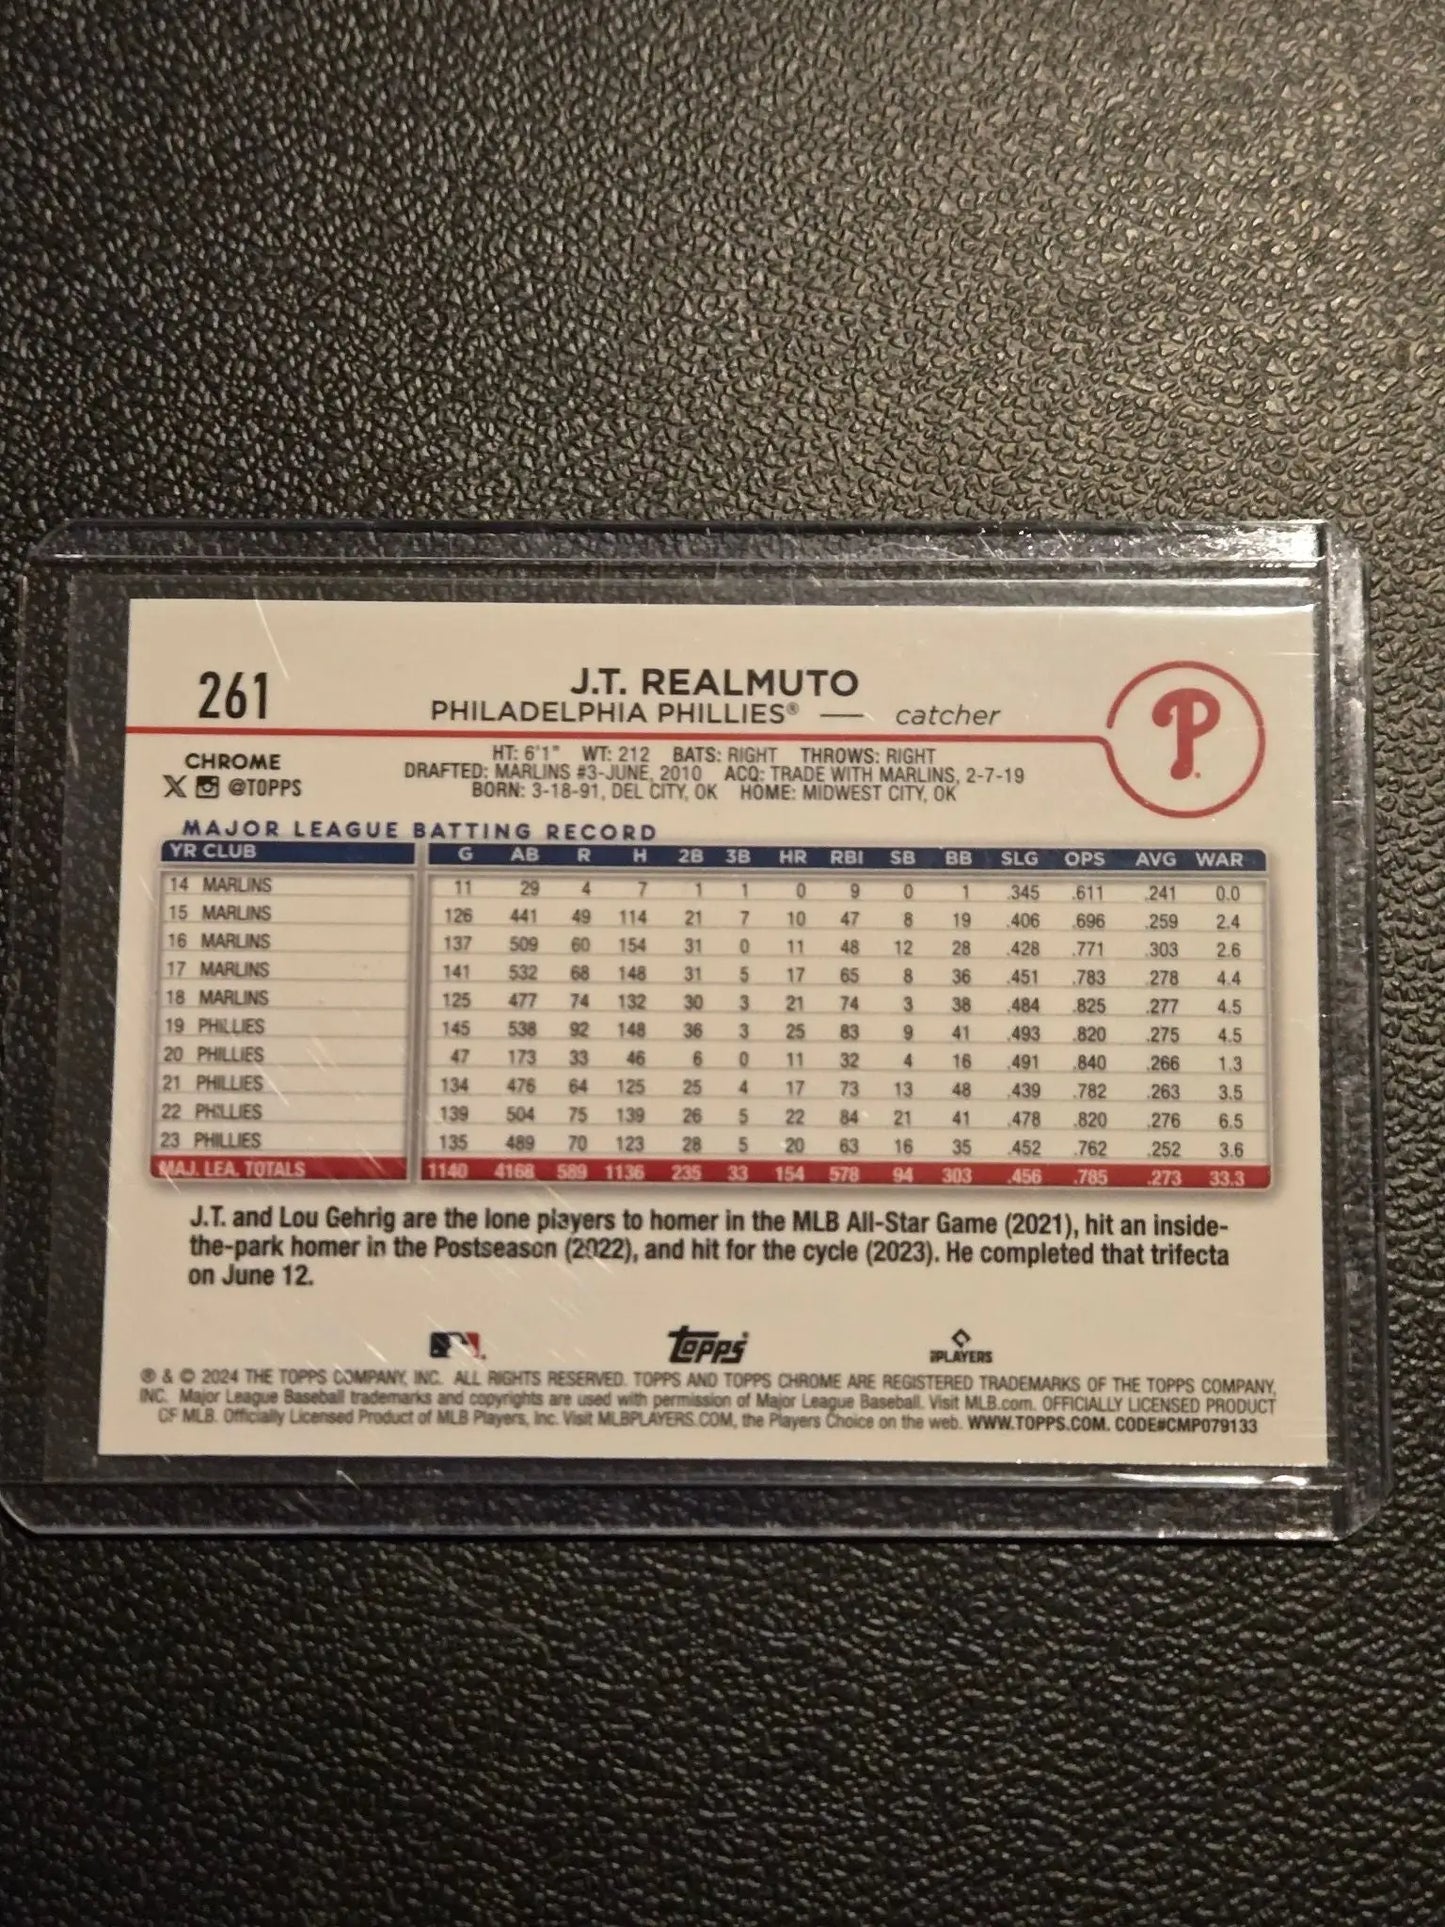 261
J.T. REALMUTO
PHILADELPHIA PHILLIES® — catcher
CHROME
X @TOPPS
HT: 6'1" WT: 212 BATS: RIGHT THROWS: RIGHT
DRAFTED: MARLINS #3-JUNE, 2010 ACQ: TRADE WITH MARLINS, 2-7-19
BORN: 3-18-91, DEL CITY, OK HOME: MIDWEST CITY, OK
P
MAJOR LEAGUE BATTING RECORD
YR CLUB G AB R H 2B 3B HR RBI SB BB SLG OPS AVG WAR
14 MARLINS 11 29 4 7 1 1 0 9 0 1 .345 .611 .241 0.0
15 MARLINS 126 441 49 114 21 7 10 47 8 19 .406 .696 .259 2.4
16 MARLINS 137 509 60 154 31 0 11 48 12 28 .428 .771 .303 2.6
17 MARLINS 141 532 68 148 31 5 17 65 8 36 .451 .783 .278 4.4
18 MARLINS 125 477 74 132 30 3 21 74 3 38 .484 .825 .277 4.5
19 PHILLIES 145 538 92 148 36 3 25 83 9 41 .493 .820 .275 4.5
20 PHILLIES 47 173 33 46 6 0 11 32 4 16 .491 .840 .266 1.3
21 PHILLIES 134 476 64 125 25 4 17 73 13 48 .439 .782 .263 3.5
22 PHILLIES 139 504 75 139 26 5 22 84 21 41 .478 .820 .276 6.5
23 PHILLIES 135 489 70 123 28 5 20 63 16 35 .452 .762 .252 3.6
MAJ. LEA. TOTALS 1140 4168 589 1136 235 33 154 578 94 303 .456 .785 .273 33.3
J.T. and Lou Gehrig are the lone players to homer in the MLB All-Star Game (2021), hit an inside-
the-park homer in the Postseason (2022), and hit for the cycle (2023). He completed that trifecta
on June 12.
topps
PLAYERS
® & © 2024 THE TOPPS COMPANY, INC. ALL RIGHTS RESERVED. TOPPS AND TOPPS CHROME ARE REGISTERED TRADEMARKS OF THE TOPPS COMPANY,
INC. Major League Baseball trademarks and copyrights are used with permission of Major League Baseball. Visit MLB.com. OFFICIALLY LICENSED PRODUCT
OF MLB. Officially Licensed Product of MLB Players, Inc. Visit MLBPLAYERS.COM, the Players Choice on the web. WWW.TOPPS.COM. CODE#CMP079133